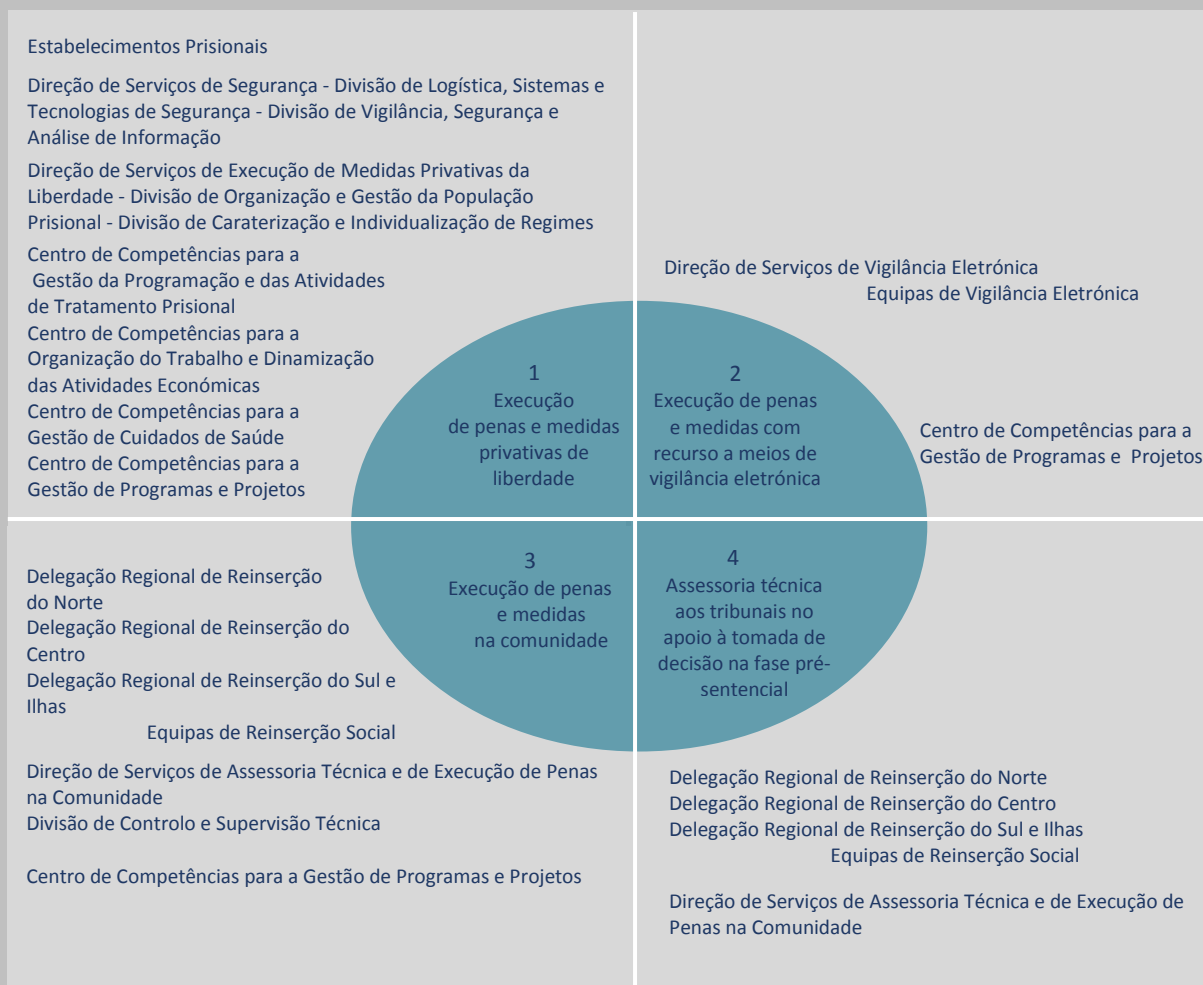 Estabelecimentos Prisionais
Direção de Serviços de Segurança - Divisão de Logística, Sistemas e
Tecnologias de Segurança - Divisão de Vigilância, Segurança e
Análise de Informação
Direção de Serviços de Execução de Medidas Privativas da
Liberdade - Divisão de Organização e Gestão da População
Prisional - Divisão de Caraterização e Individualização de Regimes
Centro de Competências para a
Gestão da Programação e das Atividades
de Tratamento Prisional
Centro de Competências para a
Organização do Trabalho e Dinamização
das Atividades Económicas
Centro de Competências para a
Gestão de Cuidados de Saúde
Centro de Competências para a
Gestão de Programas e Projetos
1
Execução
de penas e medidas
privativas de
liberdade
Direção de Serviços de Vigilância Eletrónica
Equipas de Vigilância Eletrónica
2
Execução de penas
e medidas com
recurso a meios de
vigilância eletrónica
Centro de Competências para a
Gestão de Programas e Projetos
3
Execução de penas
e medidas
na comunidade
Delegação Regional de Reinserção
do Norte
Delegação Regional de Reinserção do
Centro
Delegação Regional de Reinserção do Sul e
Ilhas
Equipas de Reinserção Social
Direção de Serviços de Assessoria Técnica e de Execução de Penas
na Comunidade
Divisão de Controlo e Supervisão Técnica
Centro de Competências para a Gestão de Programas e Projetos
4
Assessoria técnica
aos tribunais no
apoio à tomada de
decisão na fase pré-
sentencial
Delegação Regional de Reinserção do Norte
Delegação Regional de Reinserção do Centro
Delegação Regional de Reinserção do Sul e Ilhas
Equipas de Reinserção Social
Direção de Serviços de Assessoria Técnica e de Execução de
Penas na Comunidade